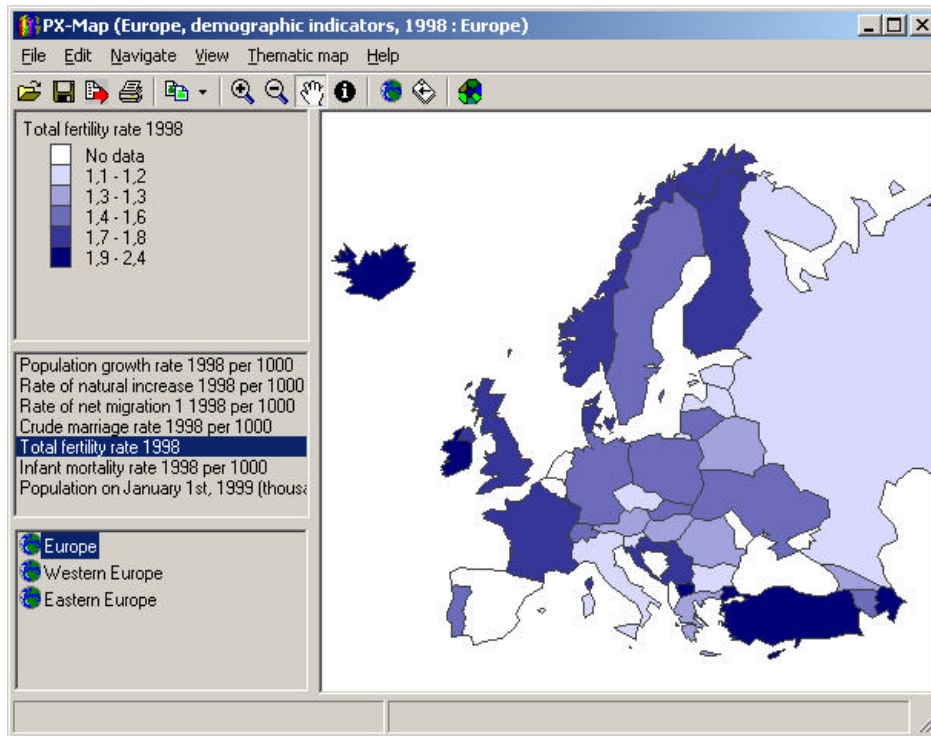 PX-Map (Europe, demographic indicators, 1998 : Europe)
File Edit Navigate View Thematic map Help
Total fertility rate 1998
No data
1,1 - 1,2
1,3 - 1,3
1,4 - 1,6
1,7 - 1,8
1,9 - 2,4
Population growth rate 1998 per 1000
Rate of natural increase 1998 per 1000
Rate of net migration 1 1998 per 1000
Crude marriage rate 1998 per 1000
Total fertility rate 1998
Infant mortality rate 1998 per 1000
Population on January 1st, 1999 (thousa
Europe
Western Europe
Eastern Europe